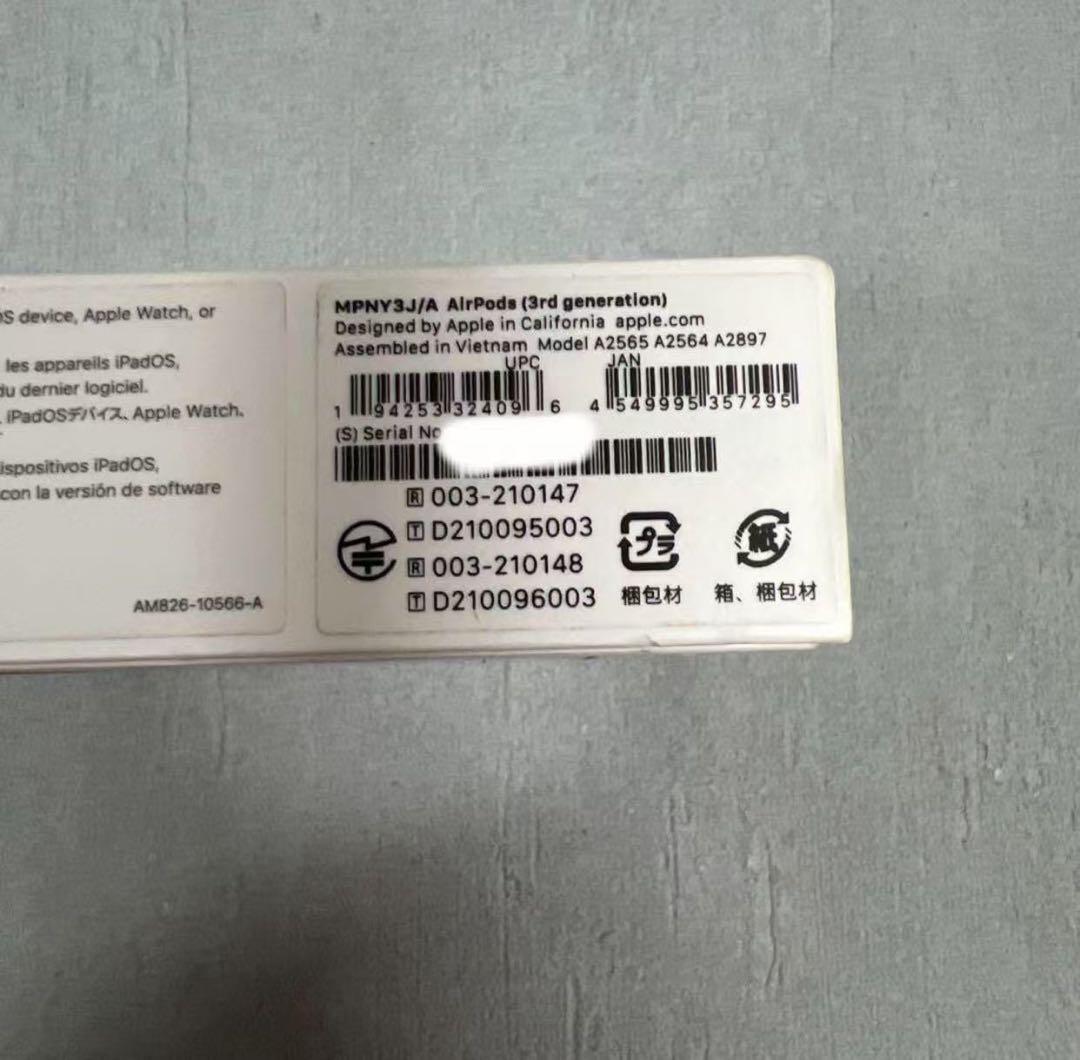 S device, Apple Watch, or
les appareils iPadOS,
du dernier logiciel.
iPadOSデバイス、Apple Watch、
ispositivos iPadOS,
con la versión de software
AM826-10566-A
MPNY3J/A AirPods (3rd generation)
Designed by Apple in California apple.com
Assembled in Vietnam Model A2565 A2564 A2897
UPC JAN
1 94253 32409 6 4 549995 357295
(S) Serial No
R 003-210147
T D210095003
R 003-210148
T D210096003
プラ
梱包材
紙
箱、梱包材